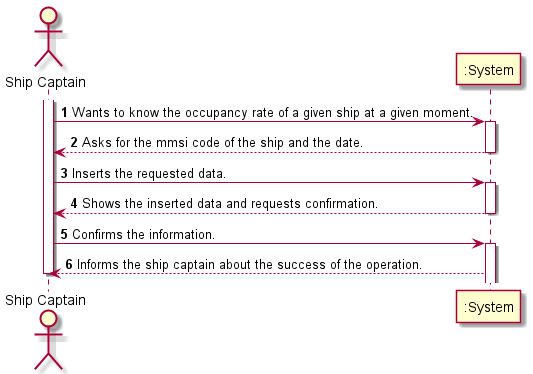 Ship Captain
:System
1 Wants to know the occupancy rate of a given ship at a given moment.
2 Asks for the mmsi code of the ship and the date.
3 Inserts the requested data.
4 Shows the inserted data and requests confirmation.
5 Confirms the information.
6 Informs the ship captain about the success of the operation.
Ship Captain
:System